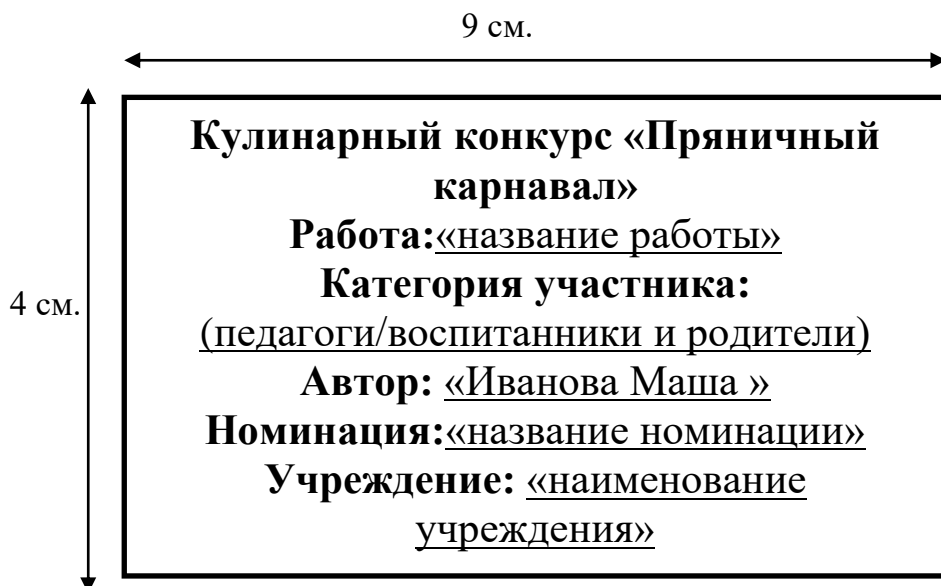 9 см.
Кулинарный конкурс «Пряничный
карнавал»
Работа:«название работы»
Категория участника:
4 см.
(педагоги/воспитанники и родители)
Автор: «Иванова Маша »
Номинация:«название номинации»
Учреждение: «наименование
учреждения»